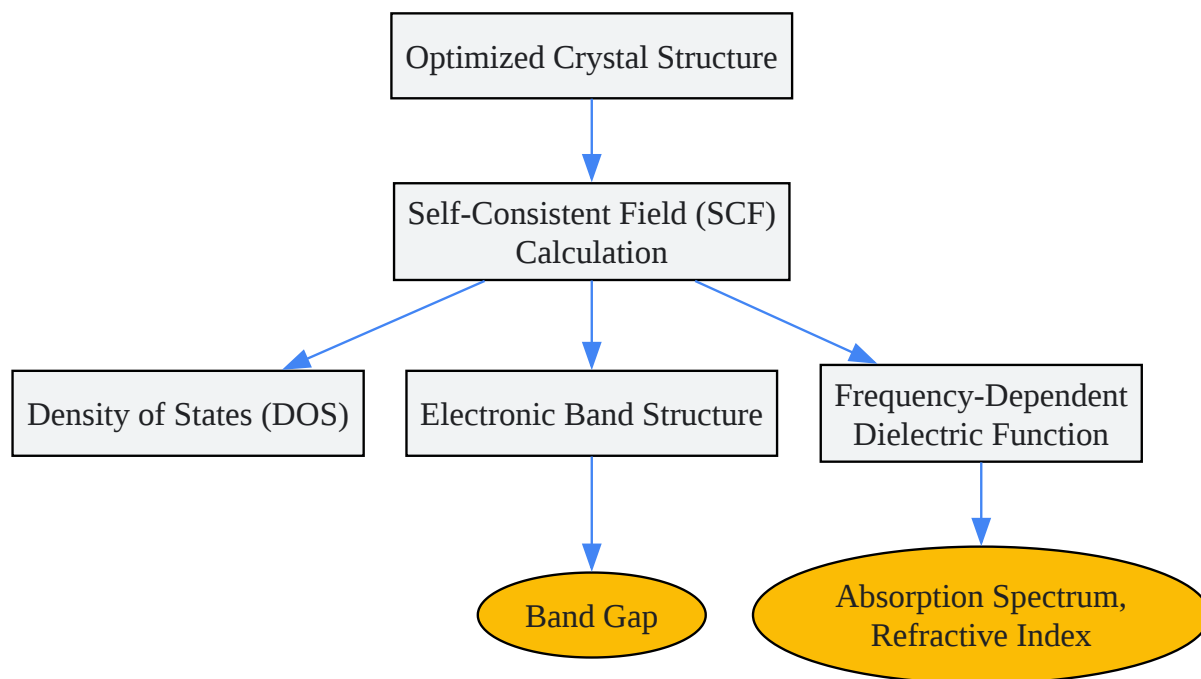 Optimized Crystal Structure
Self-Consistent Field (SCF)
Calculation
Density of States (DOS)
Electronic Band Structure
Frequency-Dependent
Dielectric Function
Band Gap
Absorption Spectrum,
Refractive Index